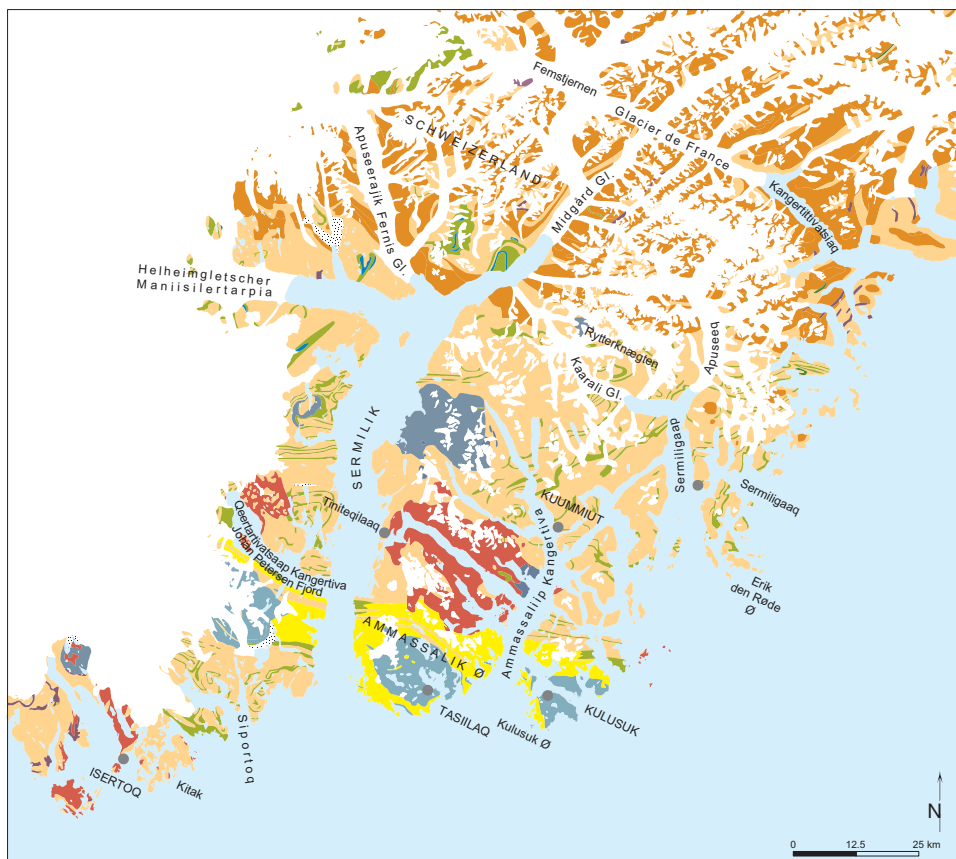 Femstjernen
Glacier de France
SCHWEIZERLAND
Apuseerajik Fernis Gl.
Midgård Gl.
Kangertittivatsiaq
Helheimgletscher
Maniisilertarpia
Rytterknægten
Apuseeq
Kaarali Gl.
SERMILIK
Sermiligaap
Sermiligaaq
KUUMMIUT
Tiniteqilaaq
Qeertartivatsaap Kangertiva
Johan Petersen Fjord
Ammassalip Kangertiva
Erik
den Røde
Ø
AMMASSALIK Ø
TASIILAQ
Kulusuk Ø
KULUSUK
Siportoq
ISERTOQ
Kitak
N
0 12.5 25 km